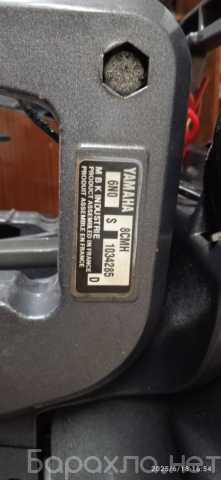 YAMAHA 8CMH
6N0 S 1034285
MBK INDUSTRIE D
PRODUCT ASSEMBLED IN FRANCE
PRODUIT ASSEMBLE EN FRANCE
2025/6/18 16:54
Барахло.нет